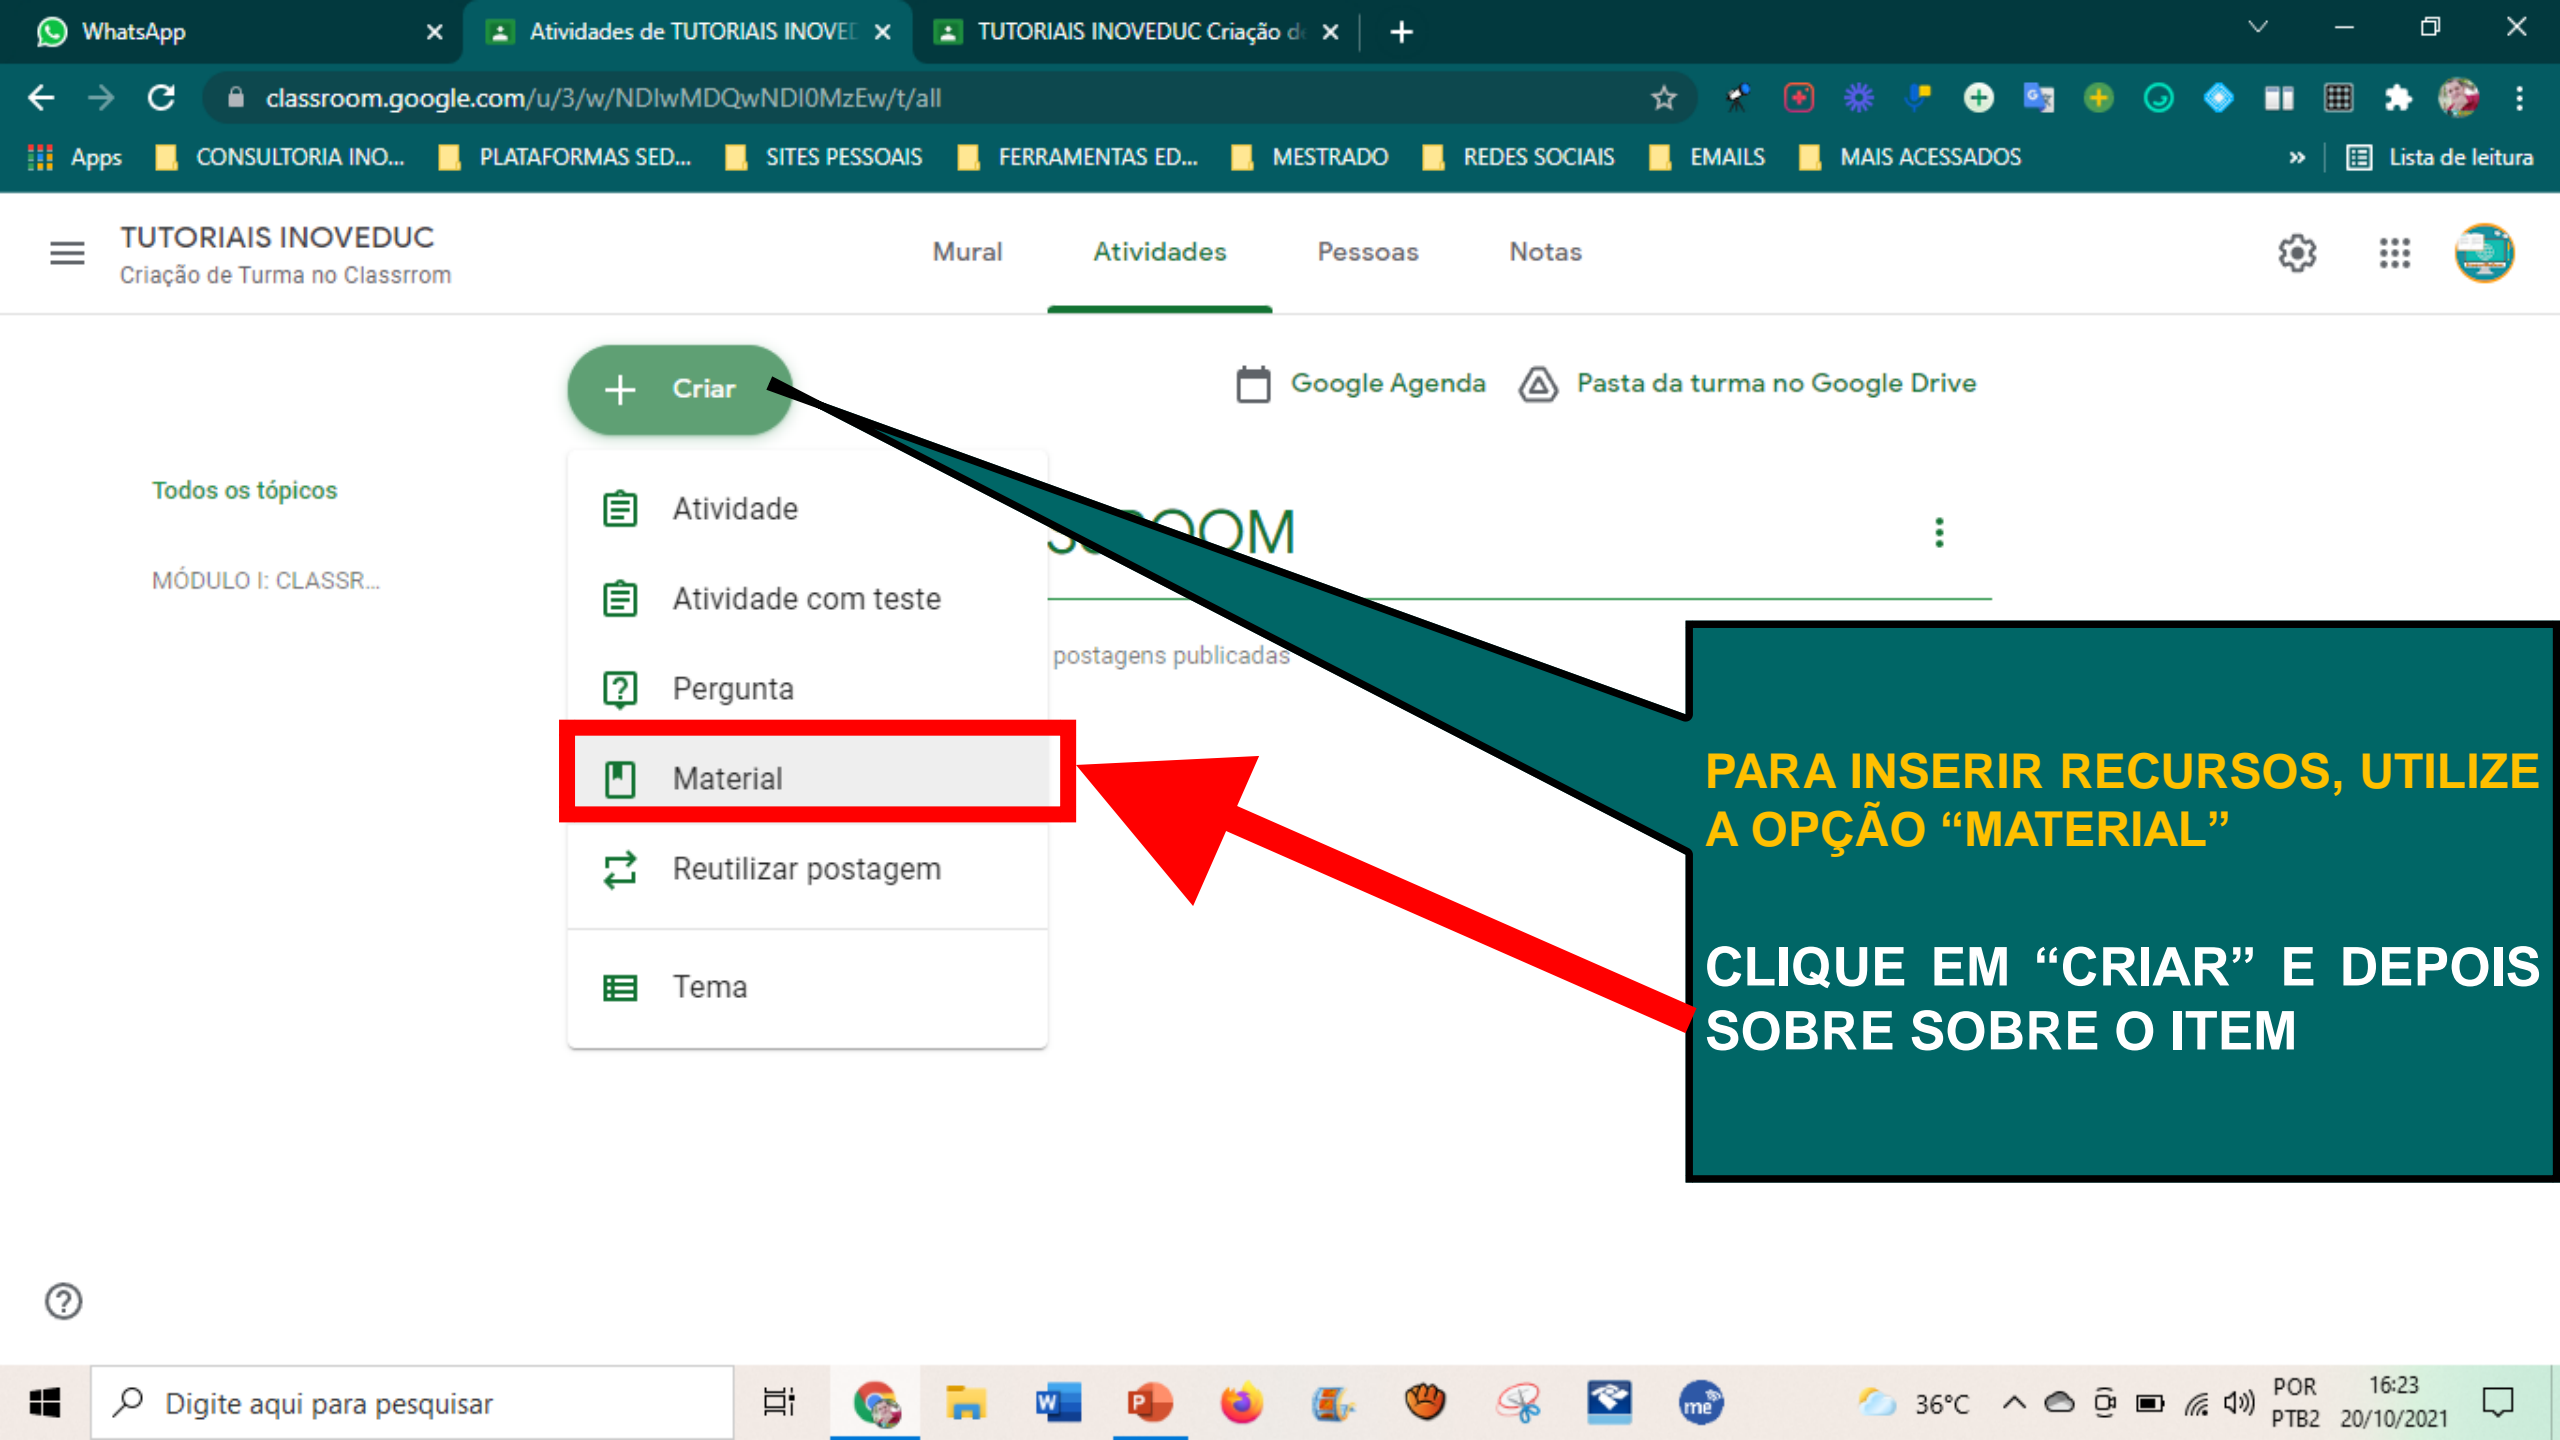 WhatsApp
Atividades de TUTORIAIS INOVE
TUTORIAIS INOVEDUC Criação d
classroom.google.com/u/3/w/NDIwMDQwNDI0MzEw/t/all
Apps CONSULTORIA INO... PLATAFORMAS SED... SITES PESSOAIS FERRAMENTAS ED... MESTRADO REDES SOCIAIS EMAILS MAIS ACESSADOS » Lista de leitura
TUTORIAIS INOVEDUC
Criação de Turma no Classrrom
Mural Atividades Pessoas Notas
+ Criar
Google Agenda Pasta da turma no Google Drive
Todos os tópicos
MÓDULO I: CLASSR...
Atividade
Atividade com teste
Pergunta
Material
Reutilizar postagem
Tema
OOM
postagens publicadas
PARA INSERIR RECURSOS, UTILIZE
A OPÇÃO “MATERIAL”
CLIQUE EM “CRIAR” E DEPOIS
SOBRE SOBRE O ITEM
Digite aqui para pesquisar
me
36°C
POR
PTB2
16:23
20/10/2021